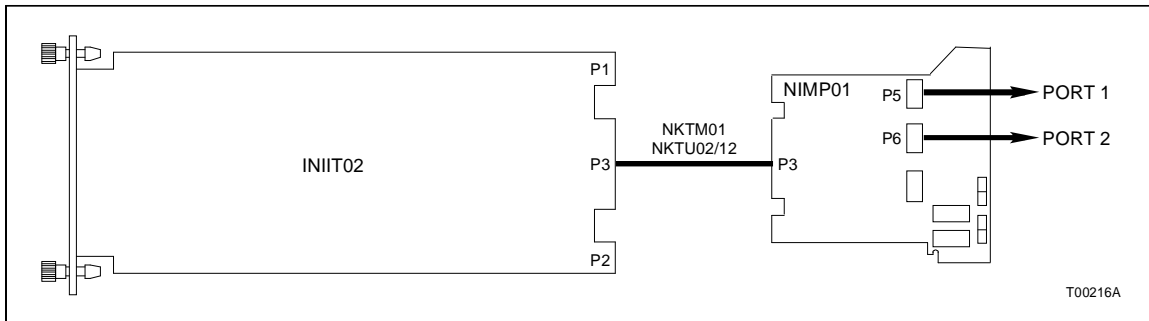 P1
NIMP01
P5
PORT 1
NKTM01
NKTU02/12
P6
PORT 2
INIIT02
P3
P3
P2
T00216A